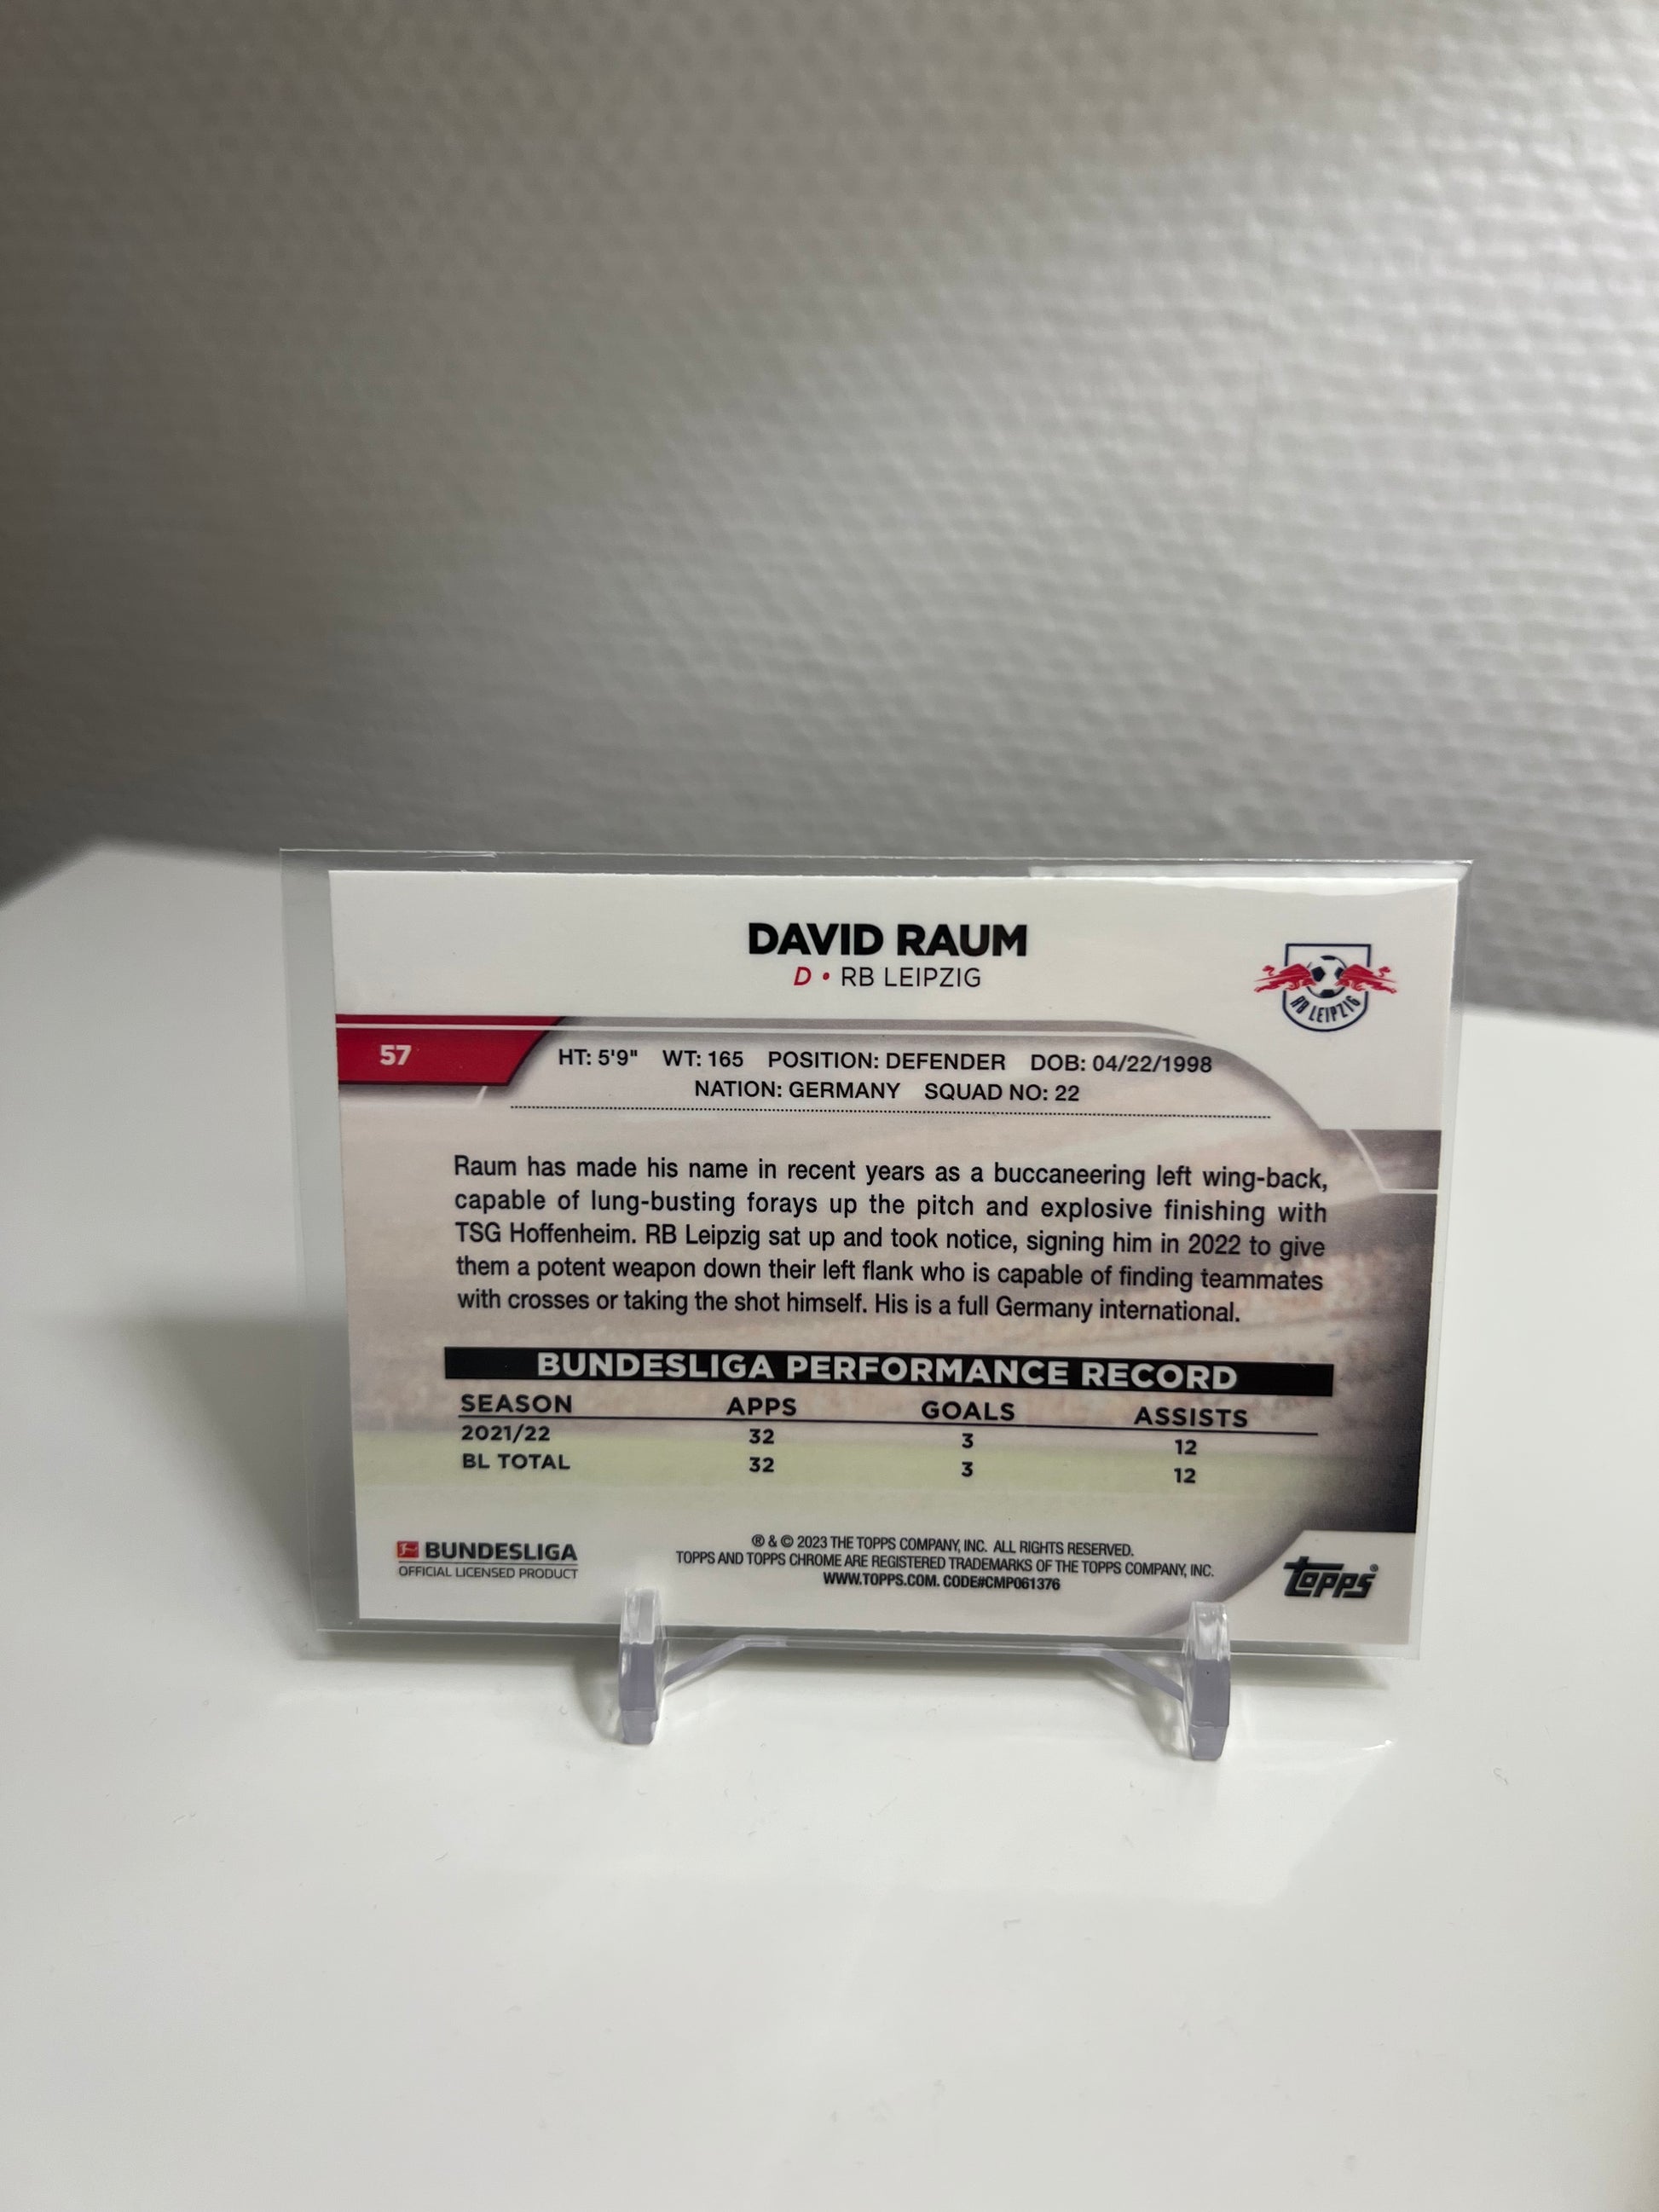 DAVID RAUM
D • RB LEIPZIG
RB LEIPZIG
57
HT: 5'9" WT: 165 POSITION: DEFENDER DOB: 04/22/1998
NATION: GERMANY SQUAD NO: 22
Raum has made his name in recent years as a buccaneering left wing-back,
capable of lung-busting forays up the pitch and explosive finishing with
TSG Hoffenheim. RB Leipzig sat up and took notice, signing him in 2022 to give
them a potent weapon down their left flank who is capable of finding teammates
with crosses or taking the shot himself. His is a full Germany international.
BUNDESLIGA PERFORMANCE RECORD
SEASON APPS GOALS ASSISTS
2021/22 32 3 12
BL TOTAL 32 3 12
BUNDESLIGA
OFFICIAL LICENSED PRODUCT
® & © 2023 THE TOPPS COMPANY, INC. ALL RIGHTS RESERVED.
TOPPS AND TOPPS CHROME ARE REGISTERED TRADEMARKS OF THE TOPPS COMPANY, INC.
WWW.TOPPS.COM. CODE#CMP061376
topps®